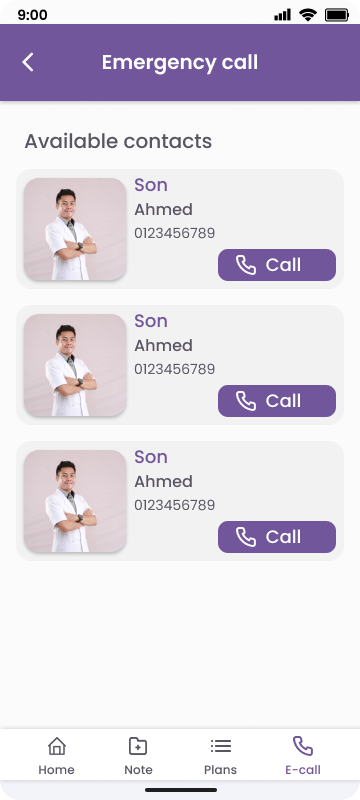 9:00
Emergency call
Available contacts
Son
Ahmed
0123456789
Call
Son
Ahmed
0123456789
Call
Son
Ahmed
0123456789
Call
Home Note Plans E-call